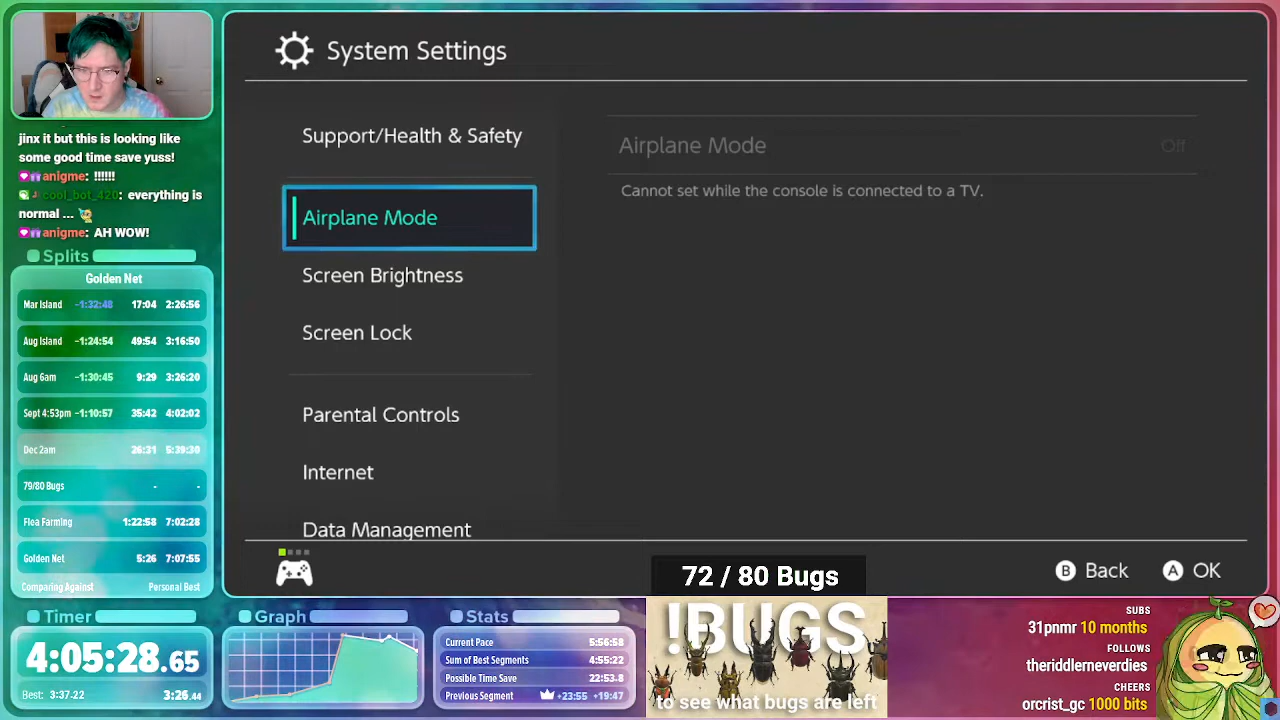 System Settings
Support/Health & Safety
Airplane Mode
Screen Brightness
Screen Lock
Parental Controls
Internet
Data Management
Airplane Mode Off
Cannot set while the console is connected to a TV.
B Back A OK
jinx it but this is looking like
some good time save yuss!
anigme: !!!!!!
cool_bot_420: everything is
normal ...
anigme: AH WOW!
Splits
Golden Net
Mar Island -1:32:48 17:04 2:26:56
Aug Island -1:24:54 49:54 3:16:50
Aug 6am -1:30:45 9:29 3:26:20
Sept 4:53pm -1:10:57 35:42 4:02:02
Dec 2am 26:31 5:39:30
79/80 Bugs - -
Flea Farming 1:22:58 7:02:28
Golden Net 5:26 7:07:55
Comparing Against Personal Best
Timer
4:05:28.65
Best: 3:37.22 3:26.44
Graph
Stats
Current Pace 5:56:58
Sum of Best Segments 4:55:22
Possible Time Save 22:53.8
Previous Segment +23:55 +19:47
72 / 80 Bugs
!BUGS
to see what bugs are left
SUBS
31pnmr 10 months
FOLLOWS
theriddlerneverdies
CHEERS
orcrist_gc 1000 bits